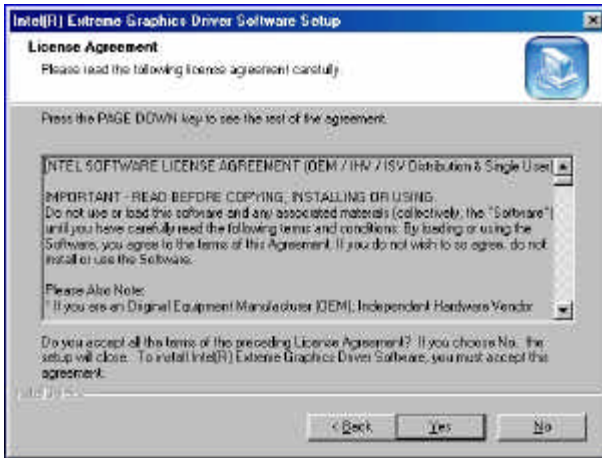 Intel(R) Extreme Graphics Driver Software Setup
License Agreement
Please read the following license agreement carefully.
Press the PAGE DOWN key to see the rest of the agreement.
INTEL SOFTWARE LICENSE AGREEMENT (OEM / IHV / ISV Distribution & Single User)
IMPORTANT - READ BEFORE COPYING, INSTALLING OR USING.
Do not use or load this software and any associated materials (collectively, the "Software")
until you have carefully read the following terms and conditions. By loading or using the
Software, you agree to the terms of this Agreement. If you do not wish to so agree, do not
install or use the Software.
Please Also Note:
* If you are an Original Equipment Manufacturer (OEM), Independent Hardware Vendor
Do you accept all the terms of the preceding License Agreement? If you choose No, the
setup will close. To install Intel(R) Extreme Graphics Driver Software, you must accept this
agreement.
< Back
Yes
No